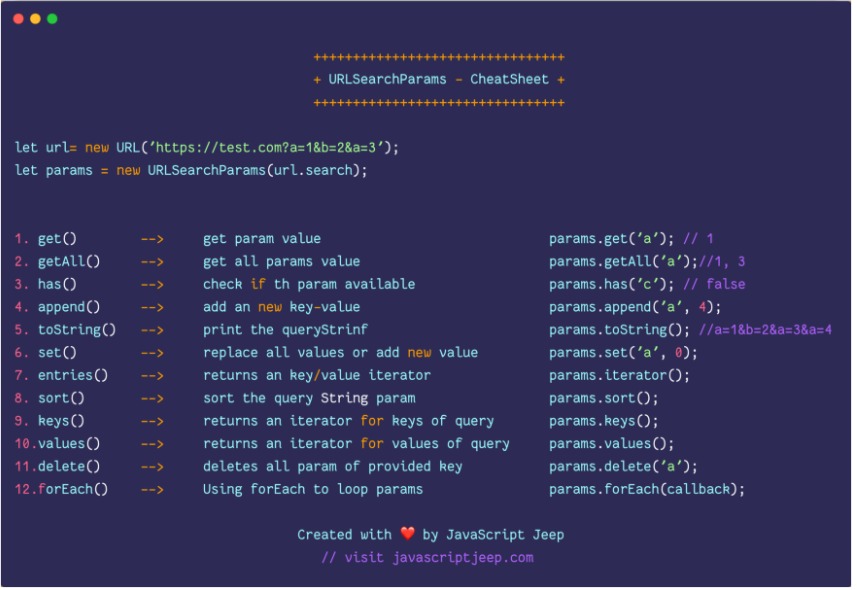 +++++++++++++++++++++++++++++++
+ URLSearchParams - CheatSheet +
+++++++++++++++++++++++++++++++
let url= new URL('https://test.com?a=1&b=2&a=3');
let params = new URLSearchParams(url.search);
1. get() --> get param value params.get('a'); // 1
2. getAll() --> get all params value params.getAll('a');//1, 3
3. has() --> check if th param available params.has('c'); // false
4. append() --> add an new key-value params.append('a', 4);
5. toString() --> print the queryStrinf params.toString(); //a=1&b=2&a=3&a=4
6. set() --> replace all values or add new value params.set('a', 0);
7. entries() --> returns an key/value iterator params.iterator();
8. sort() --> sort the query String param params.sort();
9. keys() --> returns an iterator for keys of query params.keys();
10.values() --> returns an iterator for values of query params.values();
11.delete() --> deletes all param of provided key params.delete('a');
12.forEach() --> Using forEach to loop params params.forEach(callback);
Created with ❤️ by JavaScript Jeep
// visit javascriptjeep.com